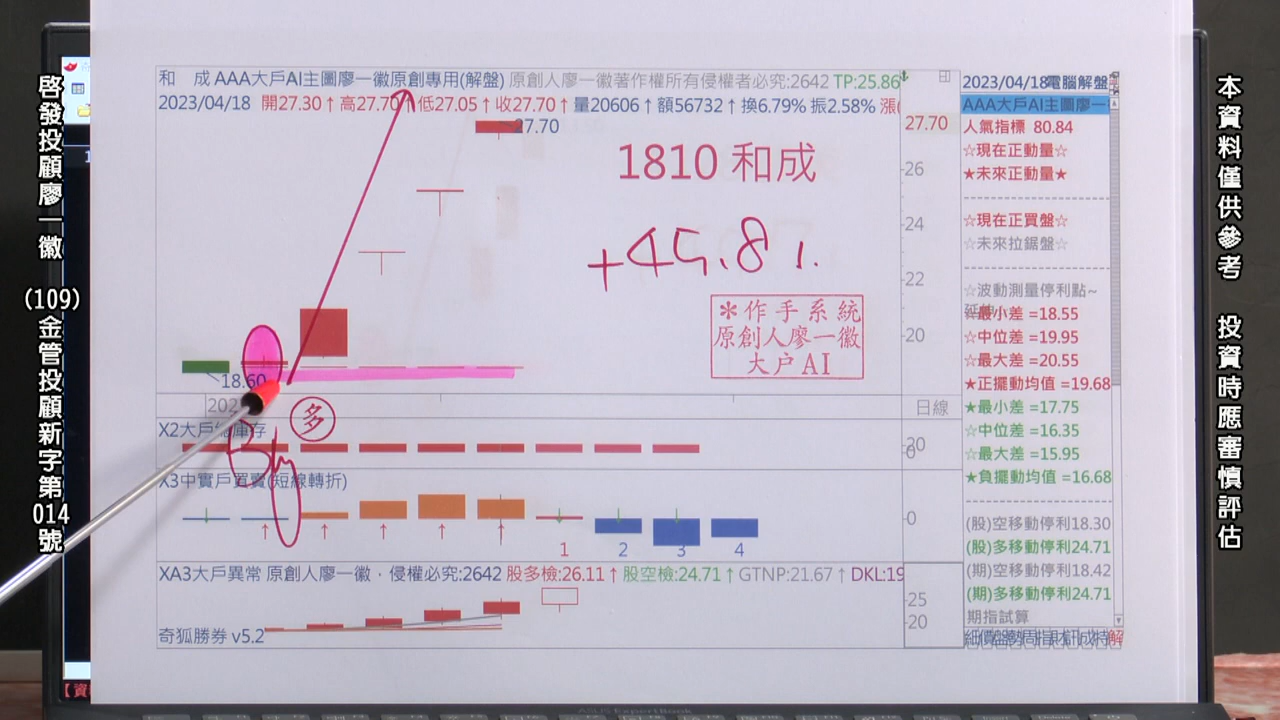 啓發投顧廖一徽 (109)金管投顧新字第014號
本資料僅供參考 投資時應審慎評估
和 成 AAA大戶AI主圖廖一徽原創專用(解盤) 原創人廖一徽著作權所有侵權者必究:2642 TP:25.86
2023/04/18 開27.30↑高27.70↑低27.05↑收27.70↑量20606↑額56732↑換6.79%振2.58% 漲(
27.70
1810 和成
+45.8%
＊作手系統
原創人廖一徽
大户AI
18.60
27.70
26
24
22
20
日線
Buy
多
X2大戶總庫存
20
0
X3中實戶買賣(短線轉折)
0
1 2 3 4
XA3大戶異常 原創人廖一徽，侵權必究:2642 股多檢:26.11↑股空檢:24.71↑GTNP:21.67↑DKL:19
25
20
奇狐勝券 v5.2
2023/04/18電腦解盤
AAA大戶AI主圖廖一
人氣指標 80.84
☆現在正動量☆
★未來正動量★
☆現在正買盤☆
☆未來拉鋸盤☆
☆波動測量停利點~
☆最小差 =18.55
☆中位差 =19.95
☆最大差 =20.55
★正擺動均值 =19.68
★最小差 =17.75
☆中位差 =16.35
☆最大差 =15.95
★負擺動均值 =16.68
(股)空移動停利18.30
(股)多移動停利24.71
(期)空移動停利18.42
(期)多移動停利24.71
期指試算
ASUS ExpertBook